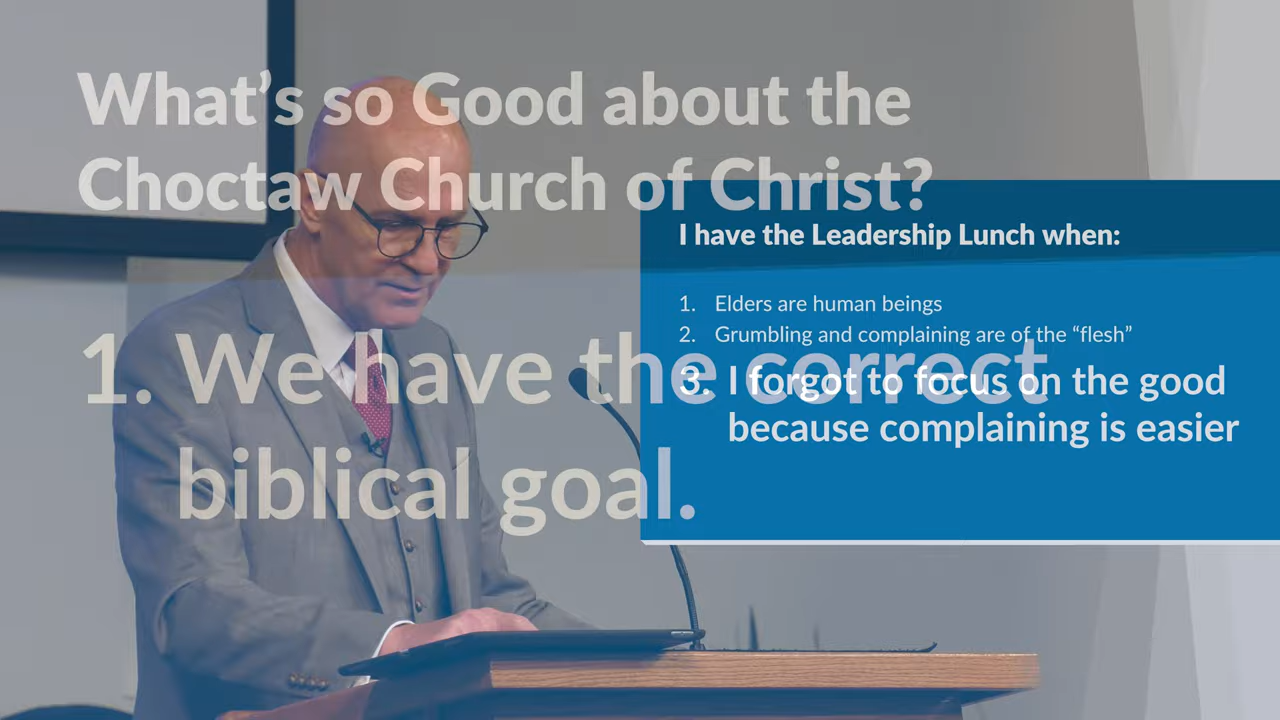 What’s so Good about the
Choctaw Church of Christ?
1. We have the correct
biblical goal.
I have the Leadership Lunch when:
1. Elders are human beings
2. Grumbling and complaining are of the “flesh”
3. I forgot to focus on the good
because complaining is easier